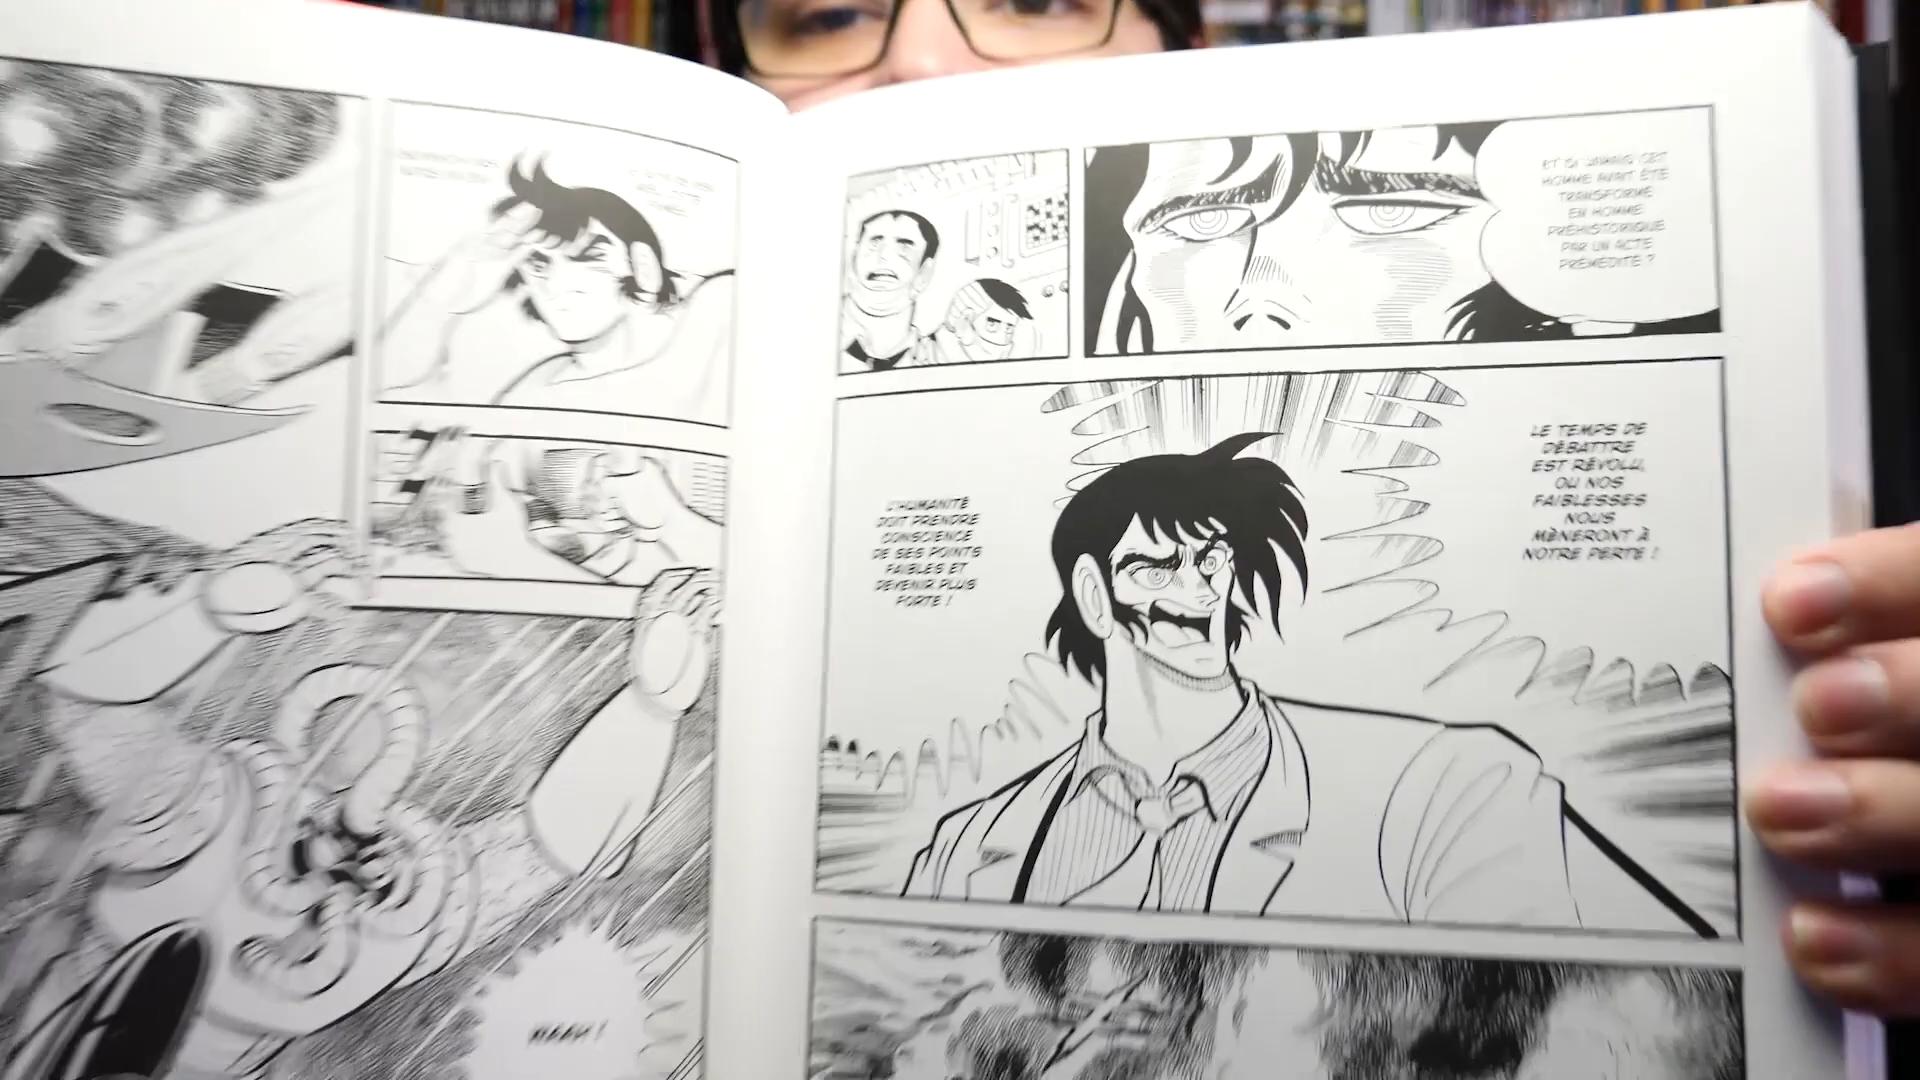 ET SI JAMAIS CET
HOMME AVAIT ÉTÉ
TRANSFORMÉ
EN HOMME
PRÉHISTORIQUE
PAR UN ACTE
PRÉMÉDITÉ ?
L'HUMANITÉ
DOIT PRENDRE
CONSCIENCE
DE SES POINTS
FAIBLES ET
DEVENIR PLUS
FORTE !
LE TEMPS DE
DÉBATTRE
EST RÉVOLU,
OU NOS
FAIBLESSES
NOUS
MÈNERONT À
NOTRE PERTE !